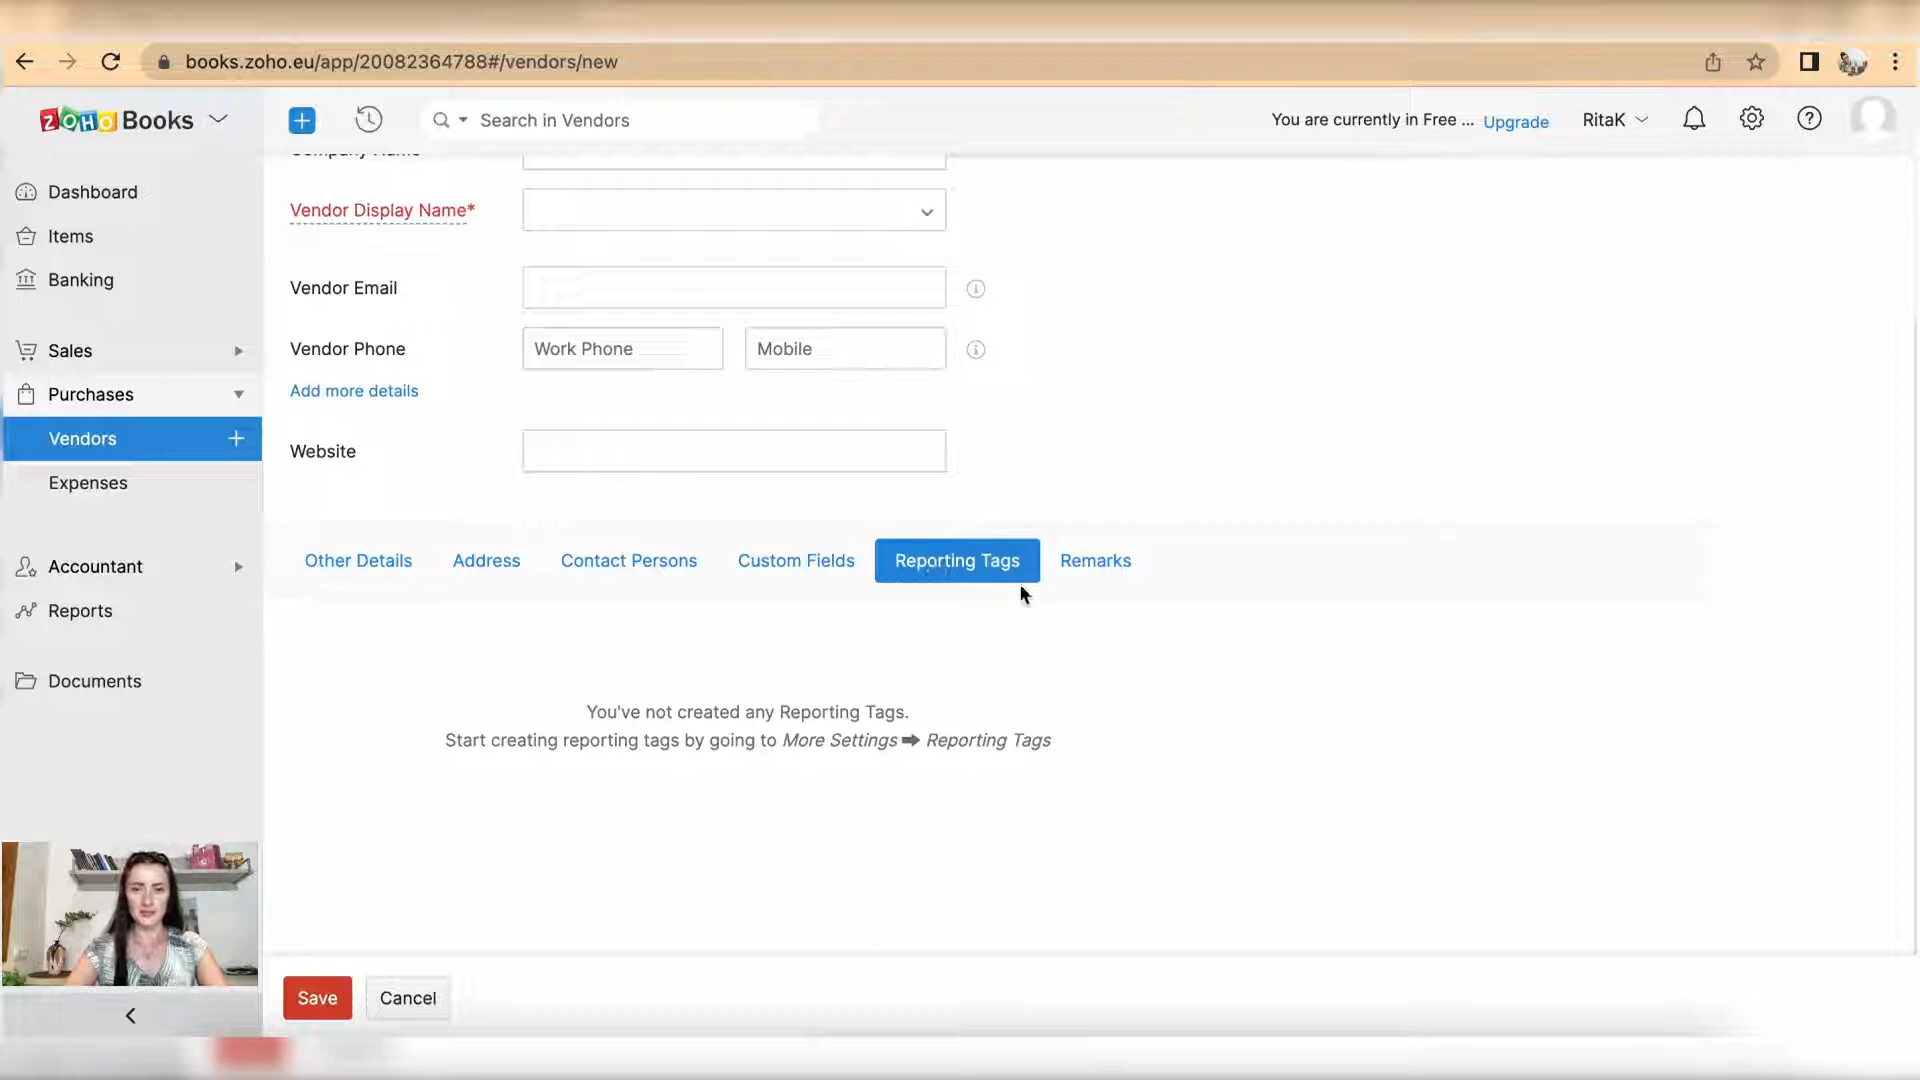 books.zoho.eu/app/20082364788#/vendors/new
ZOHO Books
Search in Vendors
You are currently in Free ... Upgrade
RitaK
Dashboard
Items
Banking
Sales
Purchases
Vendors
Expenses
Accountant
Reports
Documents
Company Name
Vendor Display Name*
Vendor Email
Vendor Phone
Work Phone
Mobile
Add more details
Website
Other Details
Address
Contact Persons
Custom Fields
Reporting Tags
Remarks
You've not created any Reporting Tags.
Start creating reporting tags by going to More Settings ➡ Reporting Tags
Save
Cancel